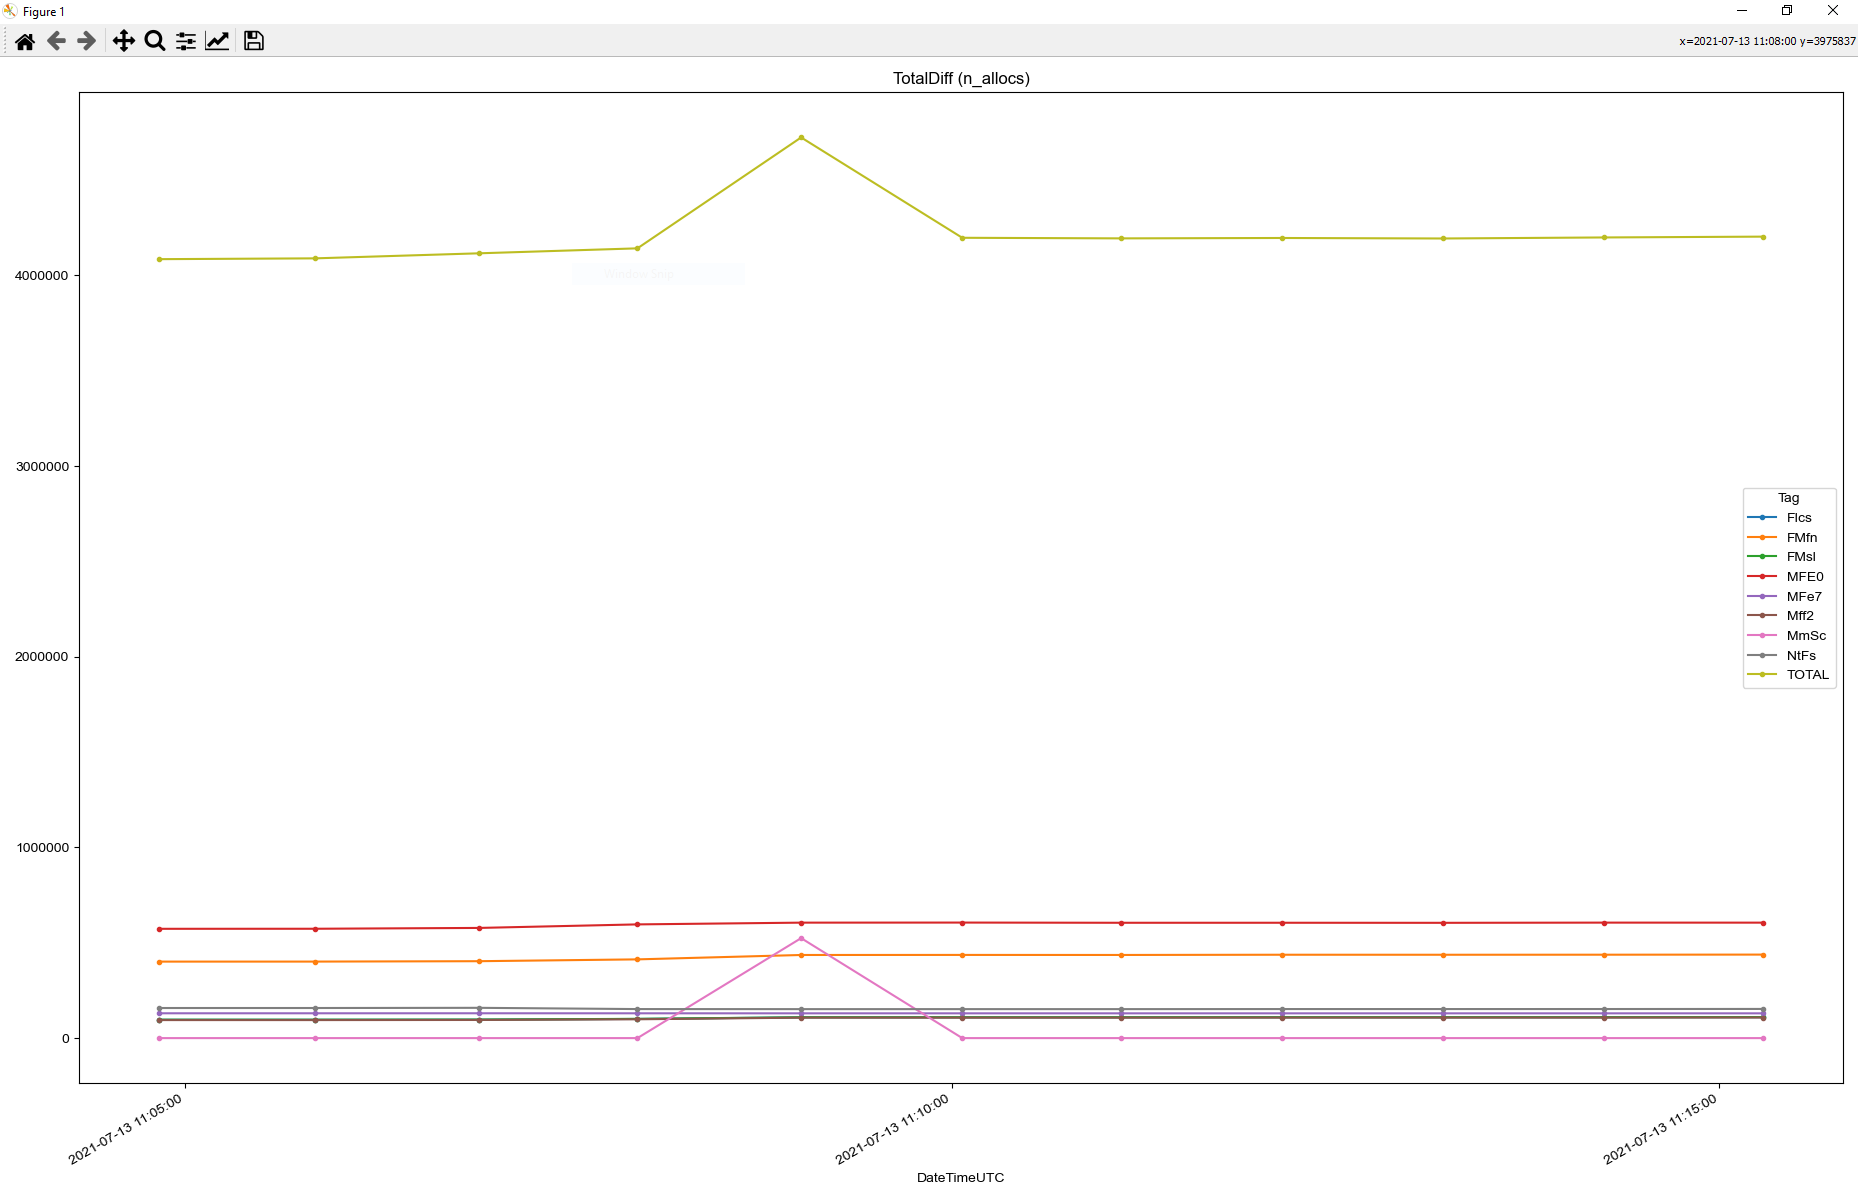 Figure 1
x=2021-07-13 11:08:00 y=3975837
TotalDiff (n_allocs)
4000000
3000000
2000000
1000000
0
Window Snip
Tag
FIcs
FMfn
FMsl
MFE0
MFe7
Mff2
MmSc
NtFs
TOTAL
2021-07-13 11:05:00
2021-07-13 11:10:00
2021-07-13 11:15:00
DateTimeUTC